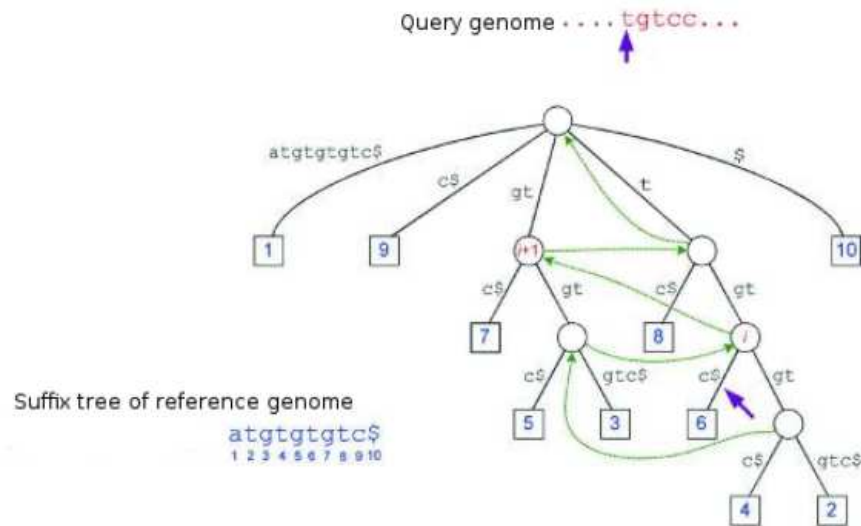 Query genome ....tgtcc...
atgtgtgtc$
c$
gt
t
$
1
9
i+1
10
c$
gt
c$
gt
7
8
i
c$
gtc$
c$
gt
5
3
6
c$
gtc$
4
2
Suffix tree of reference genome
atgtgtgtc$
1 2 3 4 5 6 7 8 9 10